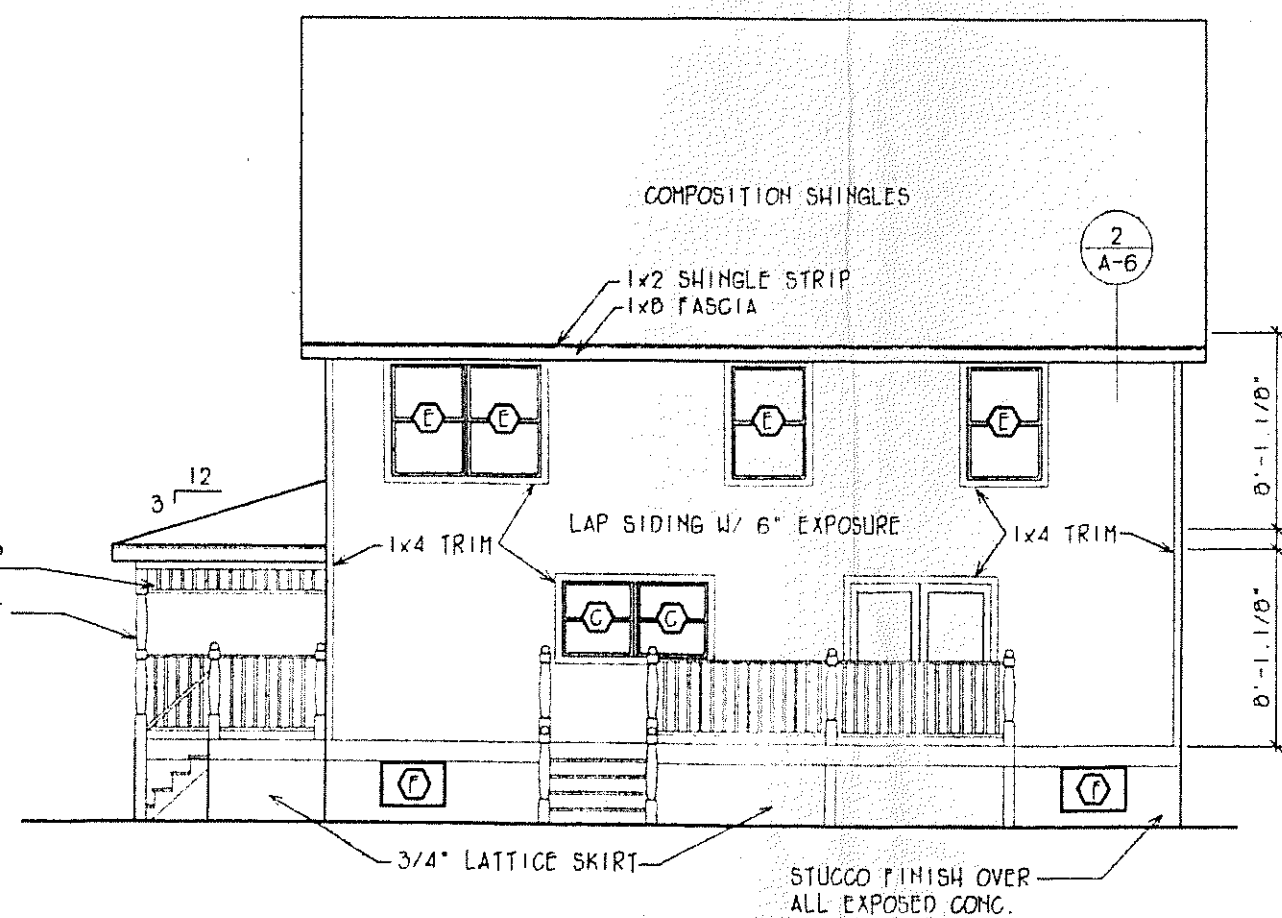 COMPOSITION SHINGLES
2
A-6
1x2 SHINGLE STRIP
1x8 FASCIA
8'-1.1/8"
E
E
E
E
12
3
LAP SIDING W/ 6" EXPOSURE
1x4 TRIM
1x4 TRIM
C
C
8'-1.1/8"
F
F
3/4" LATTICE SKIRT
STUCCO FINISH OVER
ALL EXPOSED CONC.